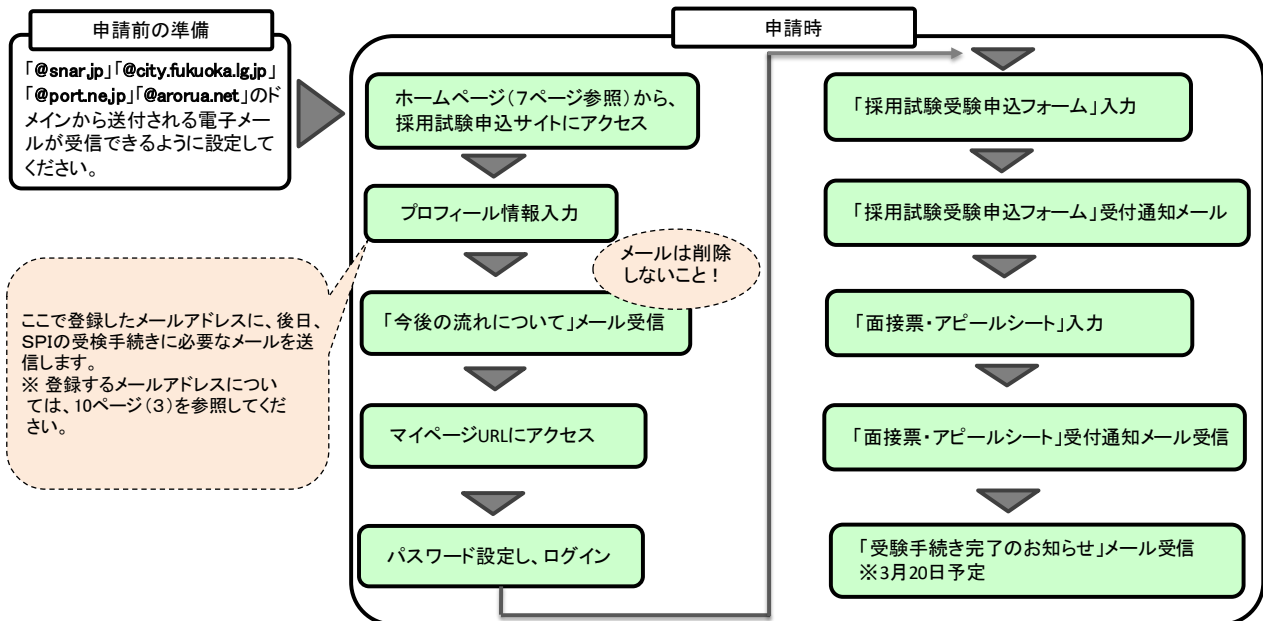 申請前の準備
「@snar.jp」「@city.fukuoka.lg.jp」
「@port.ne.jp」「@arorua.net」のド
メインから送付される電子メー
ルが受信できるように設定して
ください。
申請時
ホームページ(7ページ参照)から、
採用試験申込サイトにアクセス
プロフィール情報入力
ここで登録したメールアドレスに、後日、
SPIの受検手続きに必要なメールを送
信します。
※ 登録するメールアドレスについ
ては、10ページ(3)を参照してくだ
さい。
メールは削除
しないこと!
「今後の流れについて」メール受信
マイページURLにアクセス
パスワード設定し、ログイン
「採用試験受験申込フォーム」入力
「採用試験受験申込フォーム」受付通知メール
「面接票・アピールシート」入力
「面接票・アピールシート」受付通知メール受信
「受験手続き完了のお知らせ」メール受信
※3月20日予定